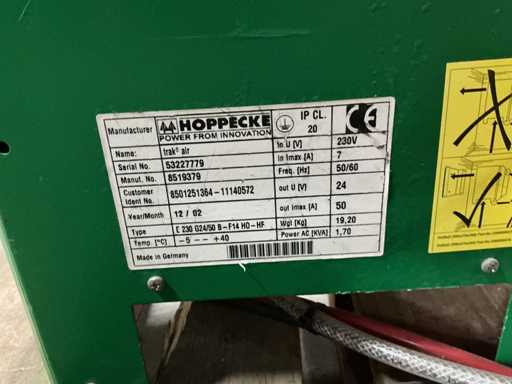 Manufacturer
HOPPECKE
POWER FROM INNOVATION
IP CL.
20
CE
Name: trak® air
In U [V] 230V
Serial No. 53227779
In Imax [A] 7
Manuf. No. 8519379
Freq. [Hz] 50/60
Customer Ident No. 8501251364-11140572
out U [V] 24
Year/Month 12 / 02
out Imax [A] 50
Type E 230 G24/50 B-F14 HO-HF
Wgt [Kg] 19,20
Temp. [°C] -5 -- +40
Power AC [KVA] 1,70
Made in Germany